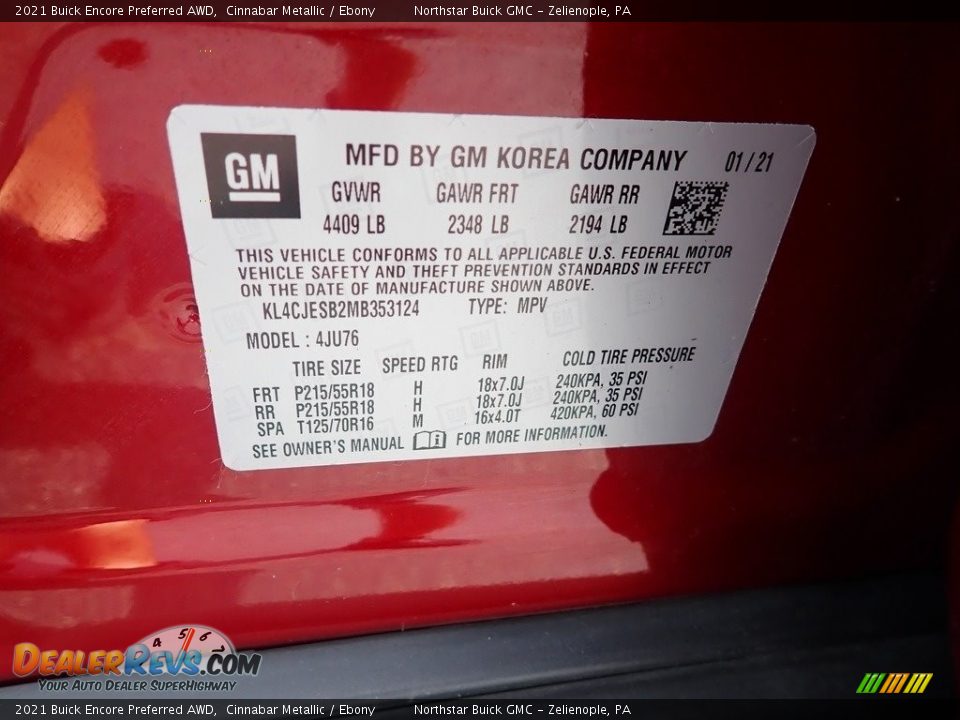 2021 Buick Encore Preferred AWD,  Cinnabar Metallic / Ebony    Northstar Buick GMC - Zelienople, PA
GM MFD BY GM KOREA COMPANY 01/21
GVWR GAWR FRT GAWR RR
4409 LB 2348 LB 2194 LB
THIS VEHICLE CONFORMS TO ALL APPLICABLE U.S. FEDERAL MOTOR
VEHICLE SAFETY AND THEFT PREVENTION STANDARDS IN EFFECT
ON THE DATE OF MANUFACTURE SHOWN ABOVE.
KL4CJESB2MB353124 TYPE: MPV
MODEL : 4JU76
TIRE SIZE SPEED RTG RIM COLD TIRE PRESSURE
FRT P215/55R18 H 18x7.0J 240KPA, 35 PSI
RR P215/55R18 H 18x7.0J 240KPA, 35 PSI
SPA T125/70R16 M 16x4.0T 420KPA, 60 PSI
SEE OWNER'S MANUAL FOR MORE INFORMATION.
4 5 6
DealerRevs.com
Your Auto Dealer SuperHighway
2021 Buick Encore Preferred AWD,  Cinnabar Metallic / Ebony    Northstar Buick GMC - Zelienople, PA